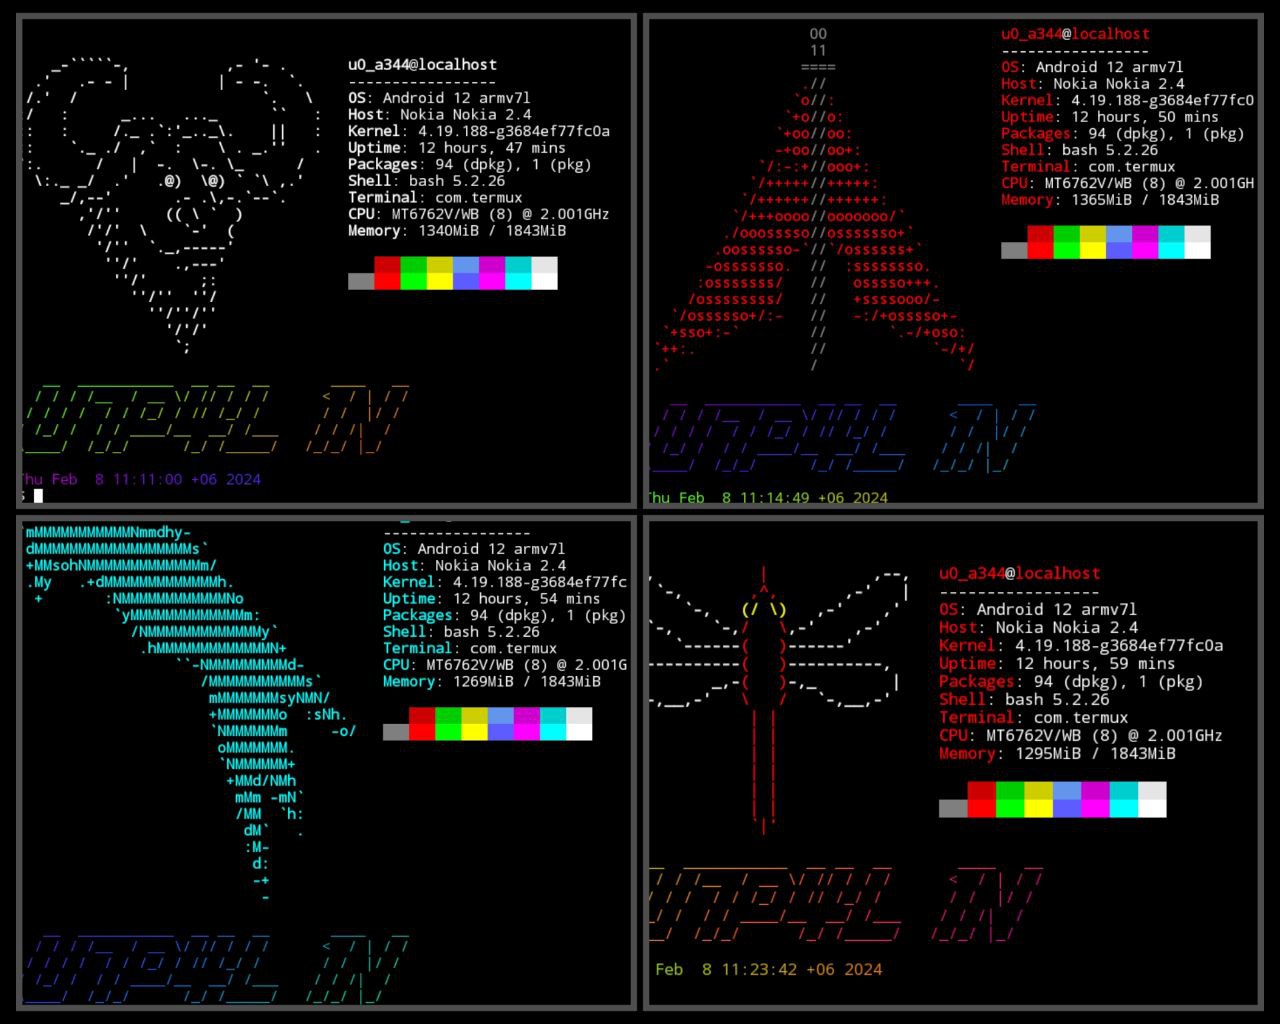 u0_a344@localhost
-----------------
OS: Android 12 armv7l
Host: Nokia Nokia 2.4
Kernel: 4.19.188-g3684ef77fc0a
Uptime: 12 hours, 47 mins
Packages: 94 (dpkg), 1 (pkg)
Shell: bash 5.2.26
Terminal: com.termux
CPU: MT6762V/WB (8) @ 2.001GHz
Memory: 1340MiB / 1843MiB
Thu Feb  8 11:11:00 +06 2024
00
11
====
u0_a344@localhost
-----------------
OS: Android 12 armv7l
Host: Nokia Nokia 2.4
Kernel: 4.19.188-g3684ef77fc0
Uptime: 12 hours, 50 mins
Packages: 94 (dpkg), 1 (pkg)
Shell: bash 5.2.26
Terminal: com.termux
CPU: MT6762V/WB (8) @ 2.001GH
Memory: 1365MiB / 1843MiB
Thu Feb  8 11:14:49 +06 2024
-----------------
OS: Android 12 armv7l
Host: Nokia Nokia 2.4
Kernel: 4.19.188-g3684ef77fc
Uptime: 12 hours, 54 mins
Packages: 94 (dpkg), 1 (pkg)
Shell: bash 5.2.26
Terminal: com.termux
CPU: MT6762V/WB (8) @ 2.001G
Memory: 1269MiB / 1843MiB
u0_a344@localhost
-----------------
OS: Android 12 armv7l
Host: Nokia Nokia 2.4
Kernel: 4.19.188-g3684ef77fc0a
Uptime: 12 hours, 59 mins
Packages: 94 (dpkg), 1 (pkg)
Shell: bash 5.2.26
Terminal: com.termux
CPU: MT6762V/WB (8) @ 2.001GHz
Memory: 1295MiB / 1843MiB
Feb  8 11:23:42 +06 2024